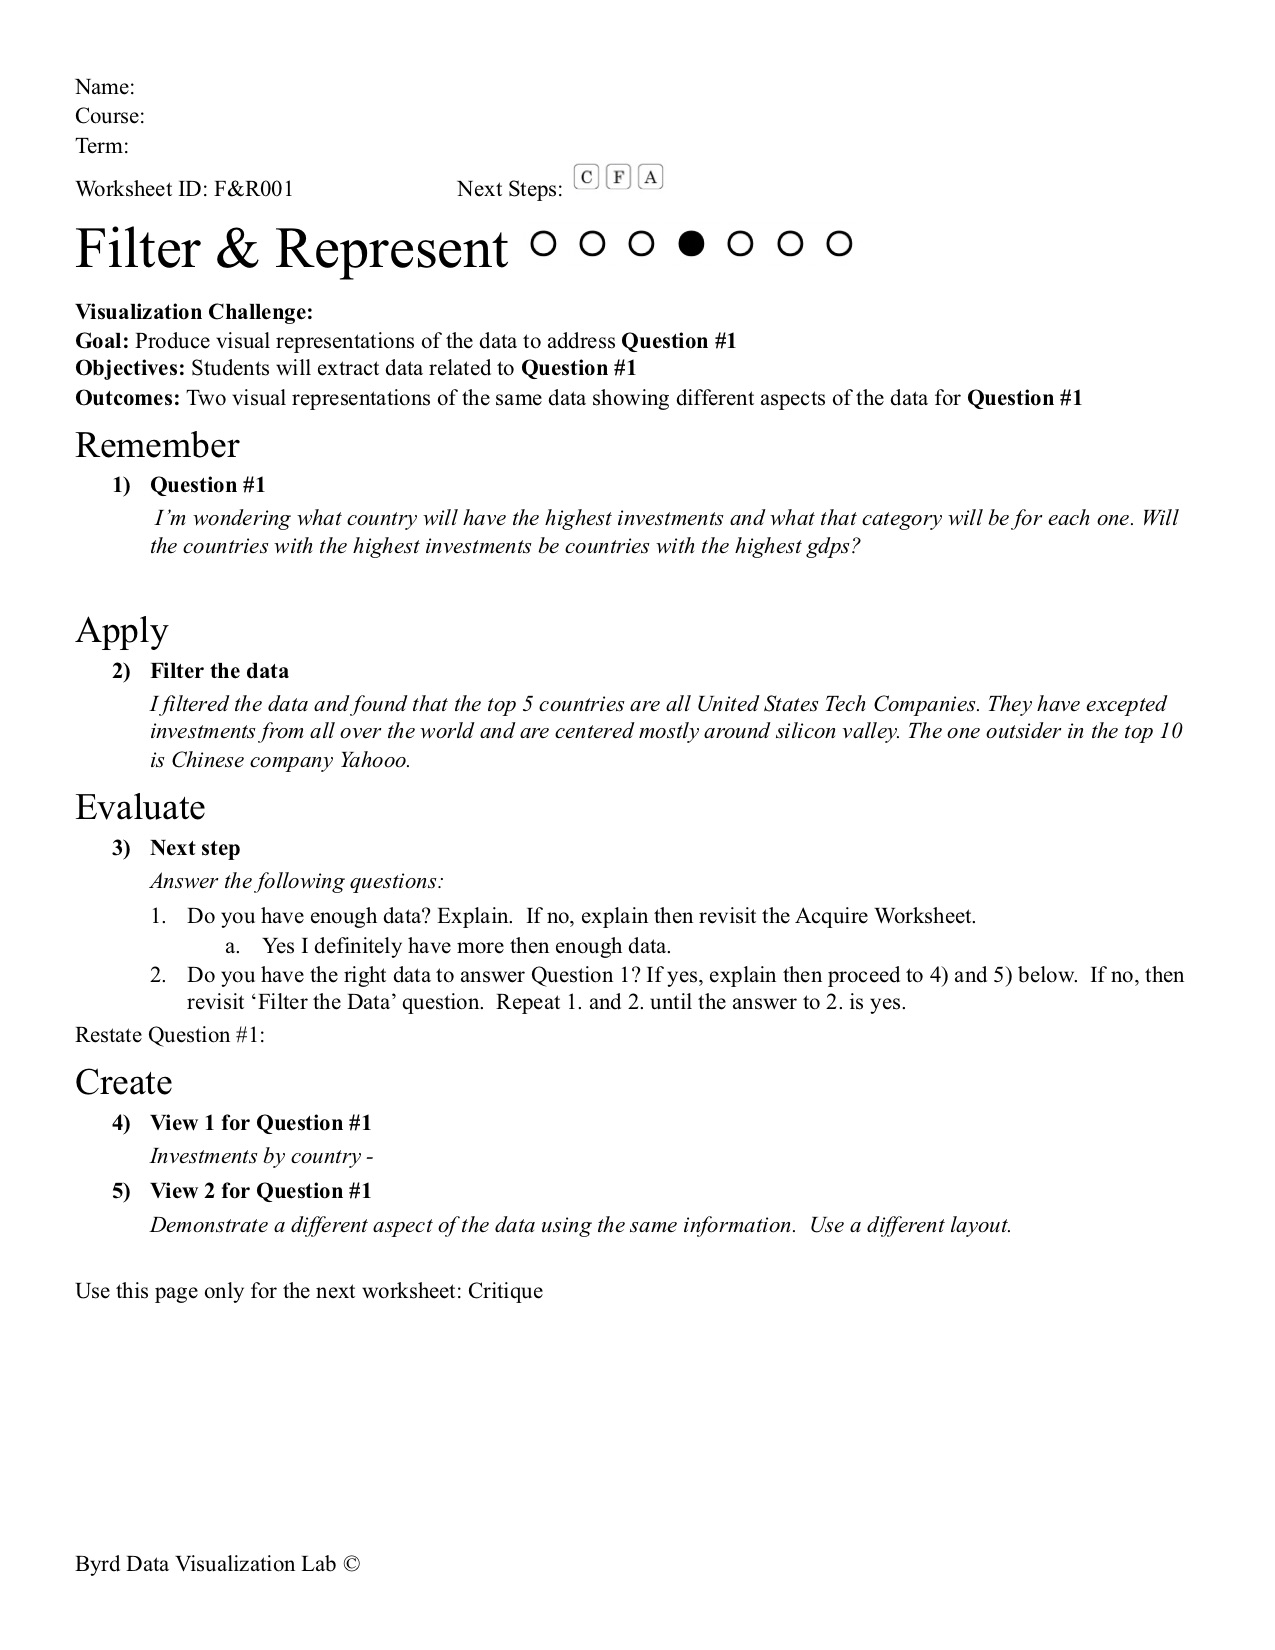 Name:
Course:
Term:
Worksheet ID: F&R001 Next Steps: C F A
Filter & Represent
Visualization Challenge:
Goal: Produce visual representations of the data to address Question #1
Objectives: Students will extract data related to Question #1
Outcomes: Two visual representations of the same data showing different aspects of the data for Question #1
Remember
1) Question #1
I’m wondering what country will have the highest investments and what that category will be for each one. Will
the countries with the highest investments be countries with the highest gdps?
Apply
2) Filter the data
I filtered the data and found that the top 5 countries are all United States Tech Companies. They have excepted
investments from all over the world and are centered mostly around silicon valley. The one outsider in the top 10
is Chinese company Yahooo.
Evaluate
3) Next step
Answer the following questions:
1. Do you have enough data? Explain.  If no, explain then revisit the Acquire Worksheet.
a. Yes I definitely have more then enough data.
2. Do you have the right data to answer Question 1? If yes, explain then proceed to 4) and 5) below.  If no, then
revisit ‘Filter the Data’ question.  Repeat 1. and 2. until the answer to 2. is yes.
Restate Question #1:
Create
4) View 1 for Question #1
Investments by country -
5) View 2 for Question #1
Demonstrate a different aspect of the data using the same information.  Use a different layout.
Use this page only for the next worksheet: Critique
Byrd Data Visualization Lab ©